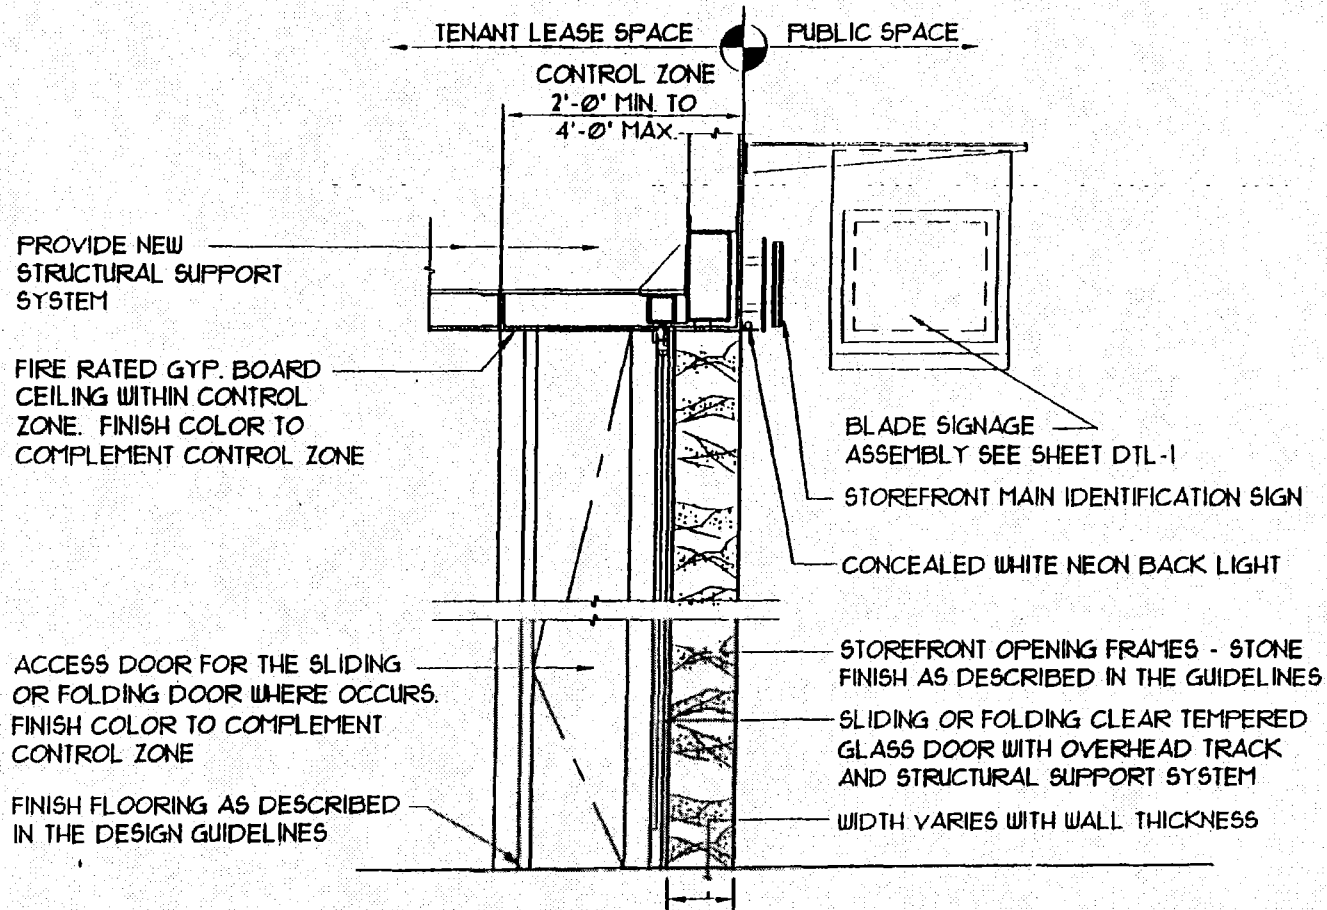 TENANT LEASE SPACE
PUBLIC SPACE
CONTROL ZONE
2'-0' MIN. TO
4'-0' MAX.
PROVIDE NEW
STRUCTURAL SUPPORT
SYSTEM
FIRE RATED GYP. BOARD
CEILING WITHIN CONTROL
ZONE. FINISH COLOR TO
COMPLEMENT CONTROL ZONE
BLADE SIGNAGE
ASSEMBLY SEE SHEET DTL-1
STOREFRONT MAIN IDENTIFICATION SIGN
CONCEALED WHITE NEON BACK LIGHT
ACCESS DOOR FOR THE SLIDING
OR FOLDING DOOR WHERE OCCURS.
FINISH COLOR TO COMPLEMENT
CONTROL ZONE
FINISH FLOORING AS DESCRIBED
IN THE DESIGN GUIDELINES
STOREFRONT OPENING FRAMES - STONE
FINISH AS DESCRIBED IN THE GUIDELINES
SLIDING OR FOLDING CLEAR TEMPERED
GLASS DOOR WITH OVERHEAD TRACK
AND STRUCTURAL SUPPORT SYSTEM
WIDTH VARIES WITH WALL THICKNESS